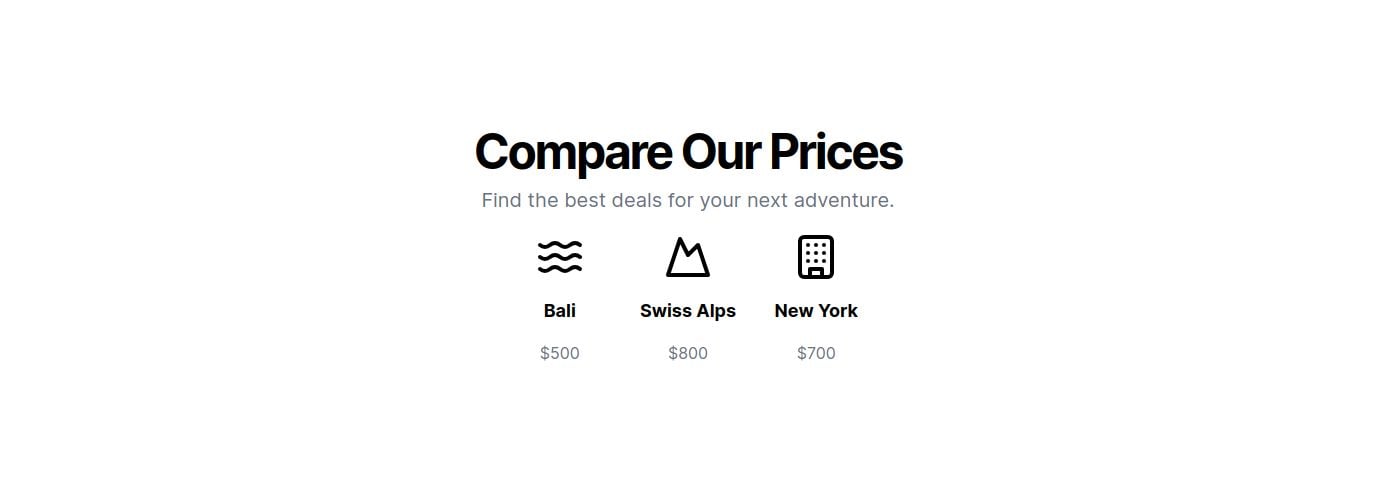 Compare Our Prices
Find the best deals for your next adventure.
Bali
Swiss Alps
New York
$500
$800
$700